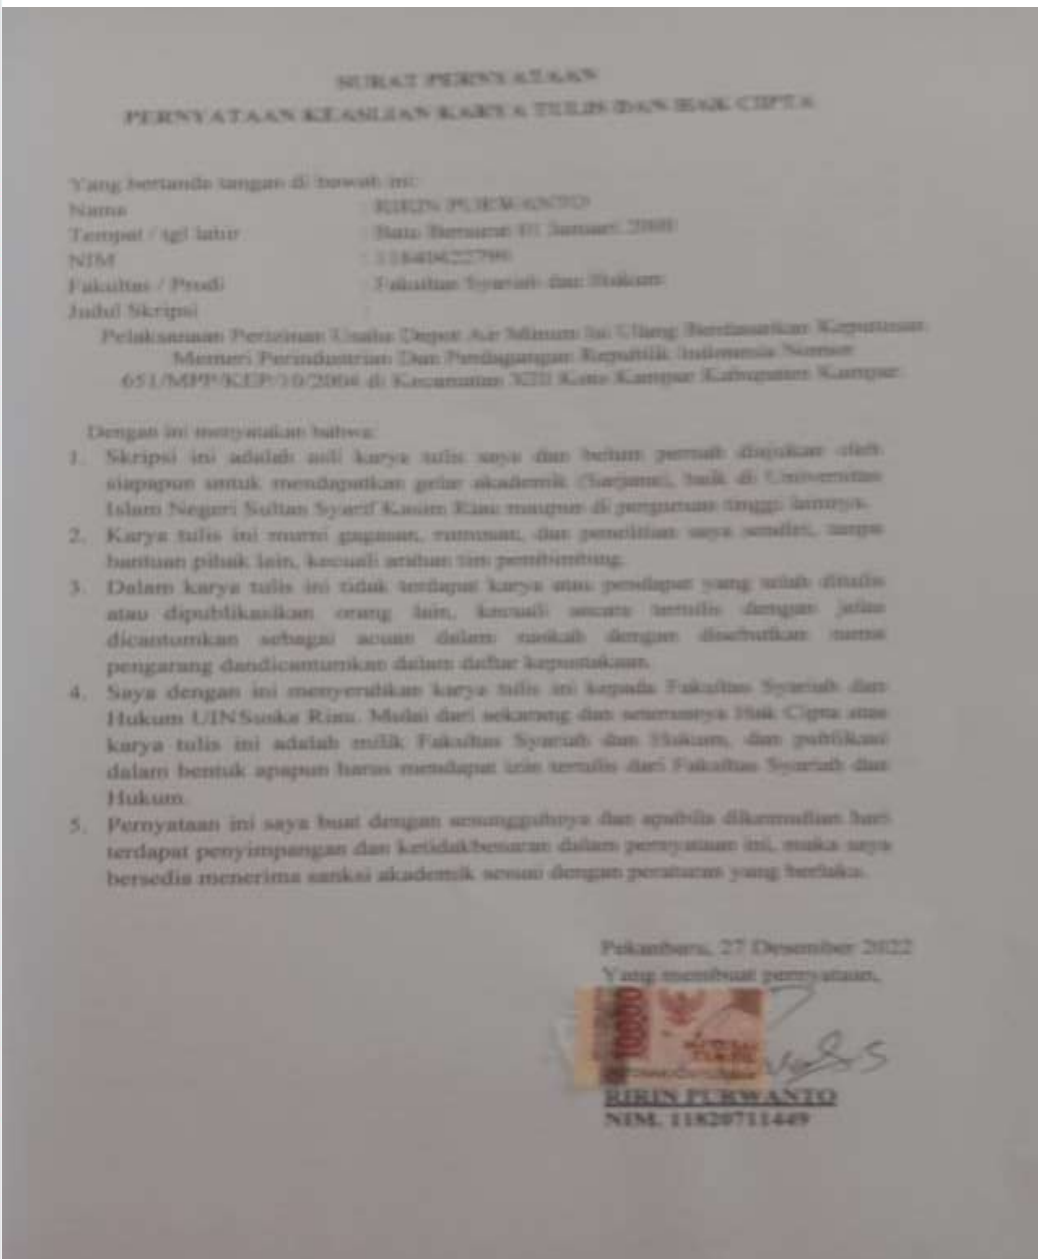 SURAT PERNYATAAN
PERNYATAAN KEASLIAN KARYA TULIS DAN HAK CIPTA
Yang bertanda tangan di bawah ini:
Nama : RIRIN PURWANTO
Tempat / tgl lahir : Batu Bersurat 01 Januari 2000
NIM :
Fakultas / Prodi : Fakultas Syariah dan Hukum
Judul Skripsi :
Pelaksanaan Perizinan Usaha Depot Air Minum Isi Ulang Berdasarkan Keputusan
Menteri Perindustrian Dan Perdagangan Republik Indonesia Nomor
651/MPP/KEP/10/2004 di Kecamatan XIII Koto Kampar Kabupaten Kampar
Dengan ini menyatakan bahwa:
1. Skripsi ini adalah asli karya tulis saya dan belum pernah diajukan oleh
siapapun untuk mendapatkan gelar akademik (Sarjana), baik di Universitas
Islam Negeri Sultan Syarif Kasim Riau maupun di perguruan tinggi lainnya.
2. Karya tulis ini murni gagasan, rumusan, dan penelitian saya sendiri, tanpa
bantuan pihak lain, kecuali arahan tim pembimbing.
3. Dalam karya tulis ini tidak terdapat karya atau pendapat yang telah ditulis
atau dipublikasikan orang lain, kecuali secara tertulis dengan jelas
dicantumkan sebagai acuan dalam naskah dengan disebutkan nama
pengarang dandicantumkan dalam daftar kepustakaan.
4. Saya dengan ini menyerahkan karya tulis ini kepada Fakultas Syariah dan
Hukum UINSuska Riau. Mulai dari sekarang dan seterusnya Hak Cipta atas
karya tulis ini adalah milik Fakultas Syariah dan Hukum, dan publikasi
dalam bentuk apapun harus mendapat izin tertulis dari Fakultas Syariah dan
Hukum.
5. Pernyataan ini saya buat dengan sesungguhnya dan apabila dikemudian hari
terdapat penyimpangan dan ketidakbenaran dalam pernyataan ini, maka saya
bersedia menerima sanksi akademik sesuai dengan peraturan yang berlaku.
Pekanbaru, 27 Desember 2022
Yang membuat pernyataan,
10000
RIRIN PURWANTO
NIM. 11820711449